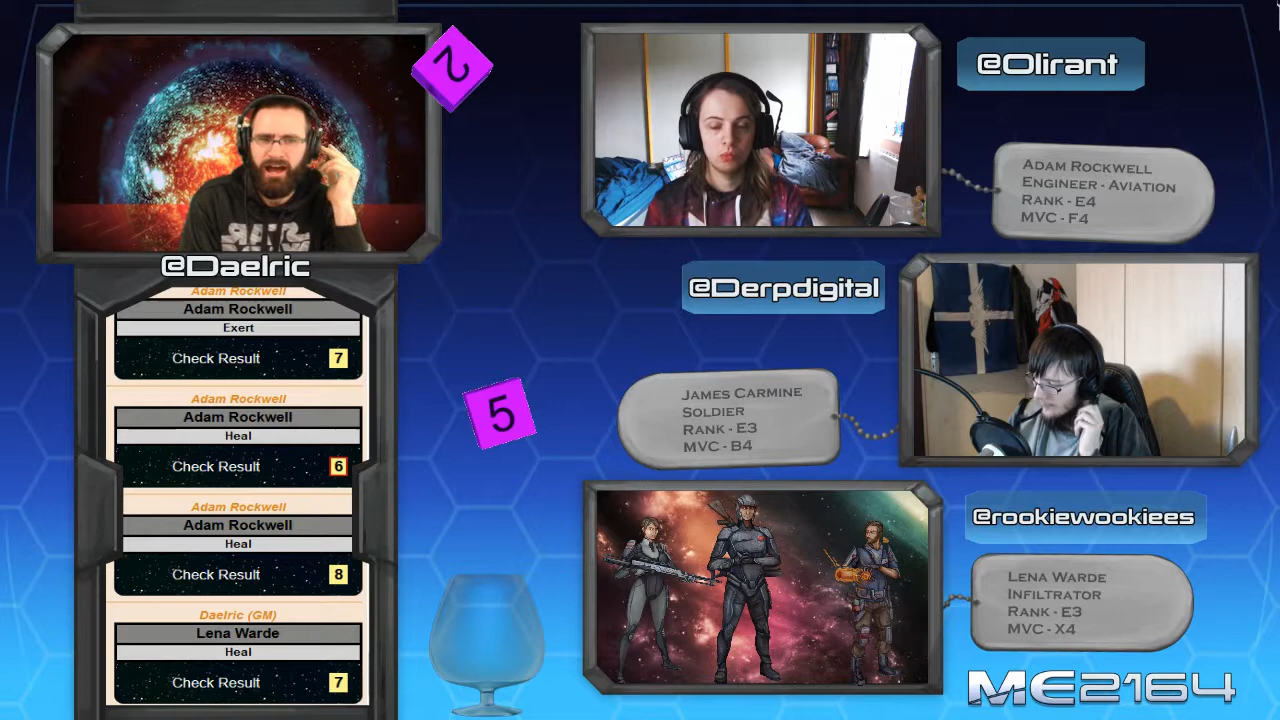 2
@Daelric
Adam Rockwell
Adam Rockwell
Exert
Check Result 7
Adam Rockwell
Adam Rockwell
Heal
Check Result 6
Adam Rockwell
Adam Rockwell
Heal
Check Result 8
Daelric (GM)
Lena Warde
Heal
Check Result 7
5
@Olirant
Adam Rockwell
Engineer - Aviation
Rank - E4
MVC - F4
@Derpdigital
James Carmine
Soldier
Rank - E3
MVC - B4
@rookiewookiees
Lena Warde
Infiltrator
Rank - E3
MVC - X4
ME2164